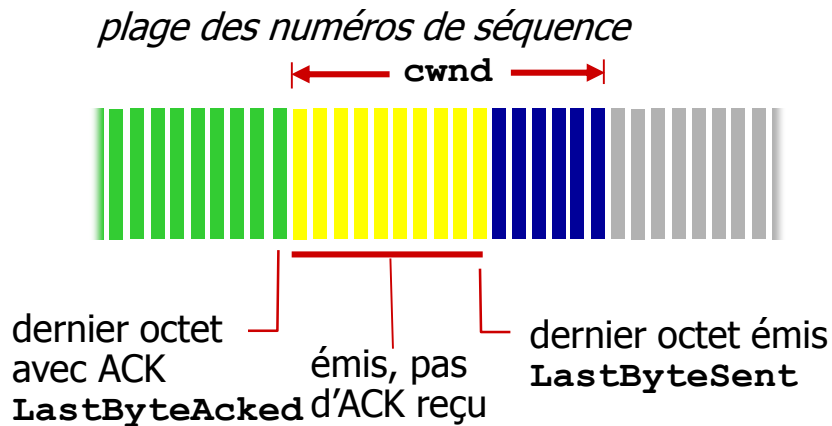 plage des numéros de séquence
cwnd
dernier octet
avec ACK
LastByteAcked
émis, pas
d'ACK reçu
dernier octet émis
LastByteSent